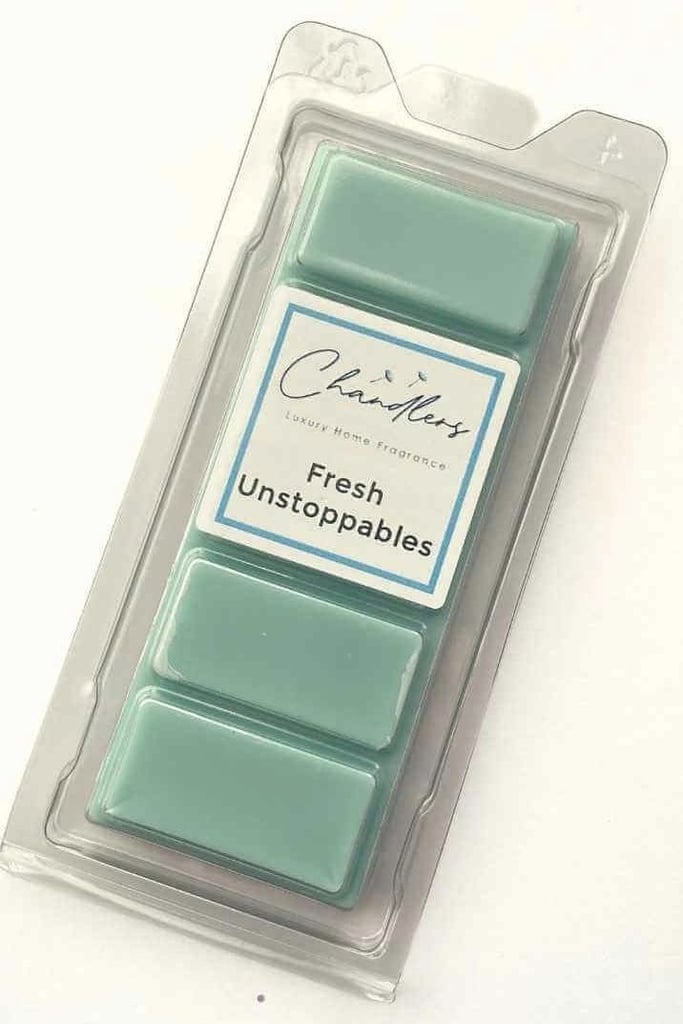 Chandlers
Luxury Home Fragrance
Fresh
Unstoppables